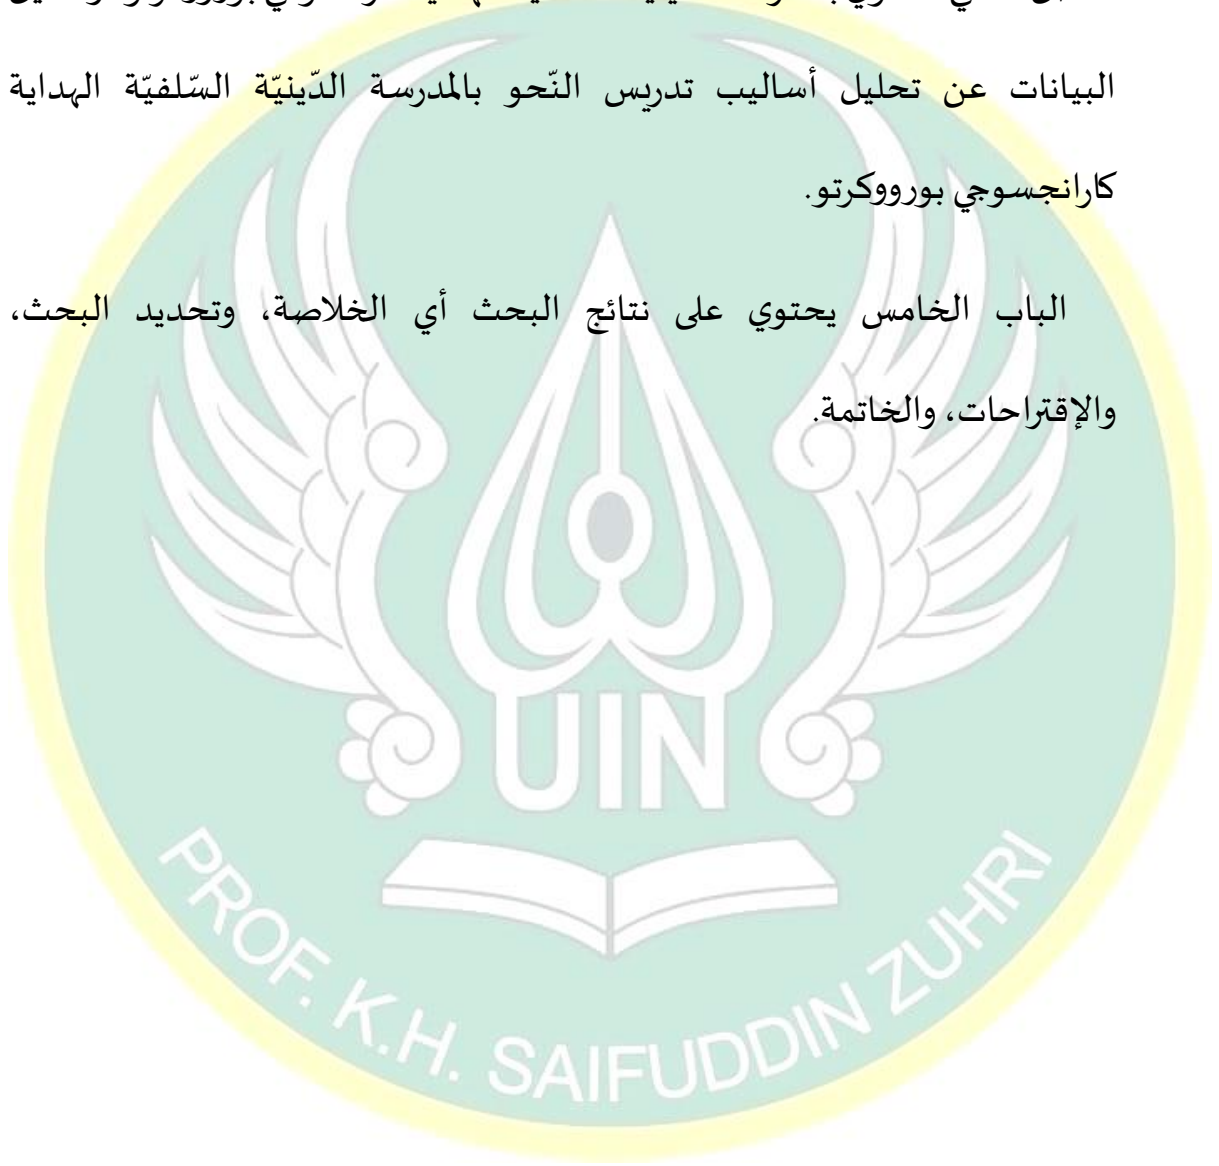 البيانات عن تحليل أساليب تدريس النّحو بالمدرسة الدّينيّة السّلفيّة الهداية
كارانجسوجي بورووكرتو.
الباب الخامس يحتوي على نتائج البحث أي الخلاصة، وتحديد البحث،
والإقتراحات، والخاتمة.
UIN
PROF. K.H. SAIFUDDIN ZUHRI